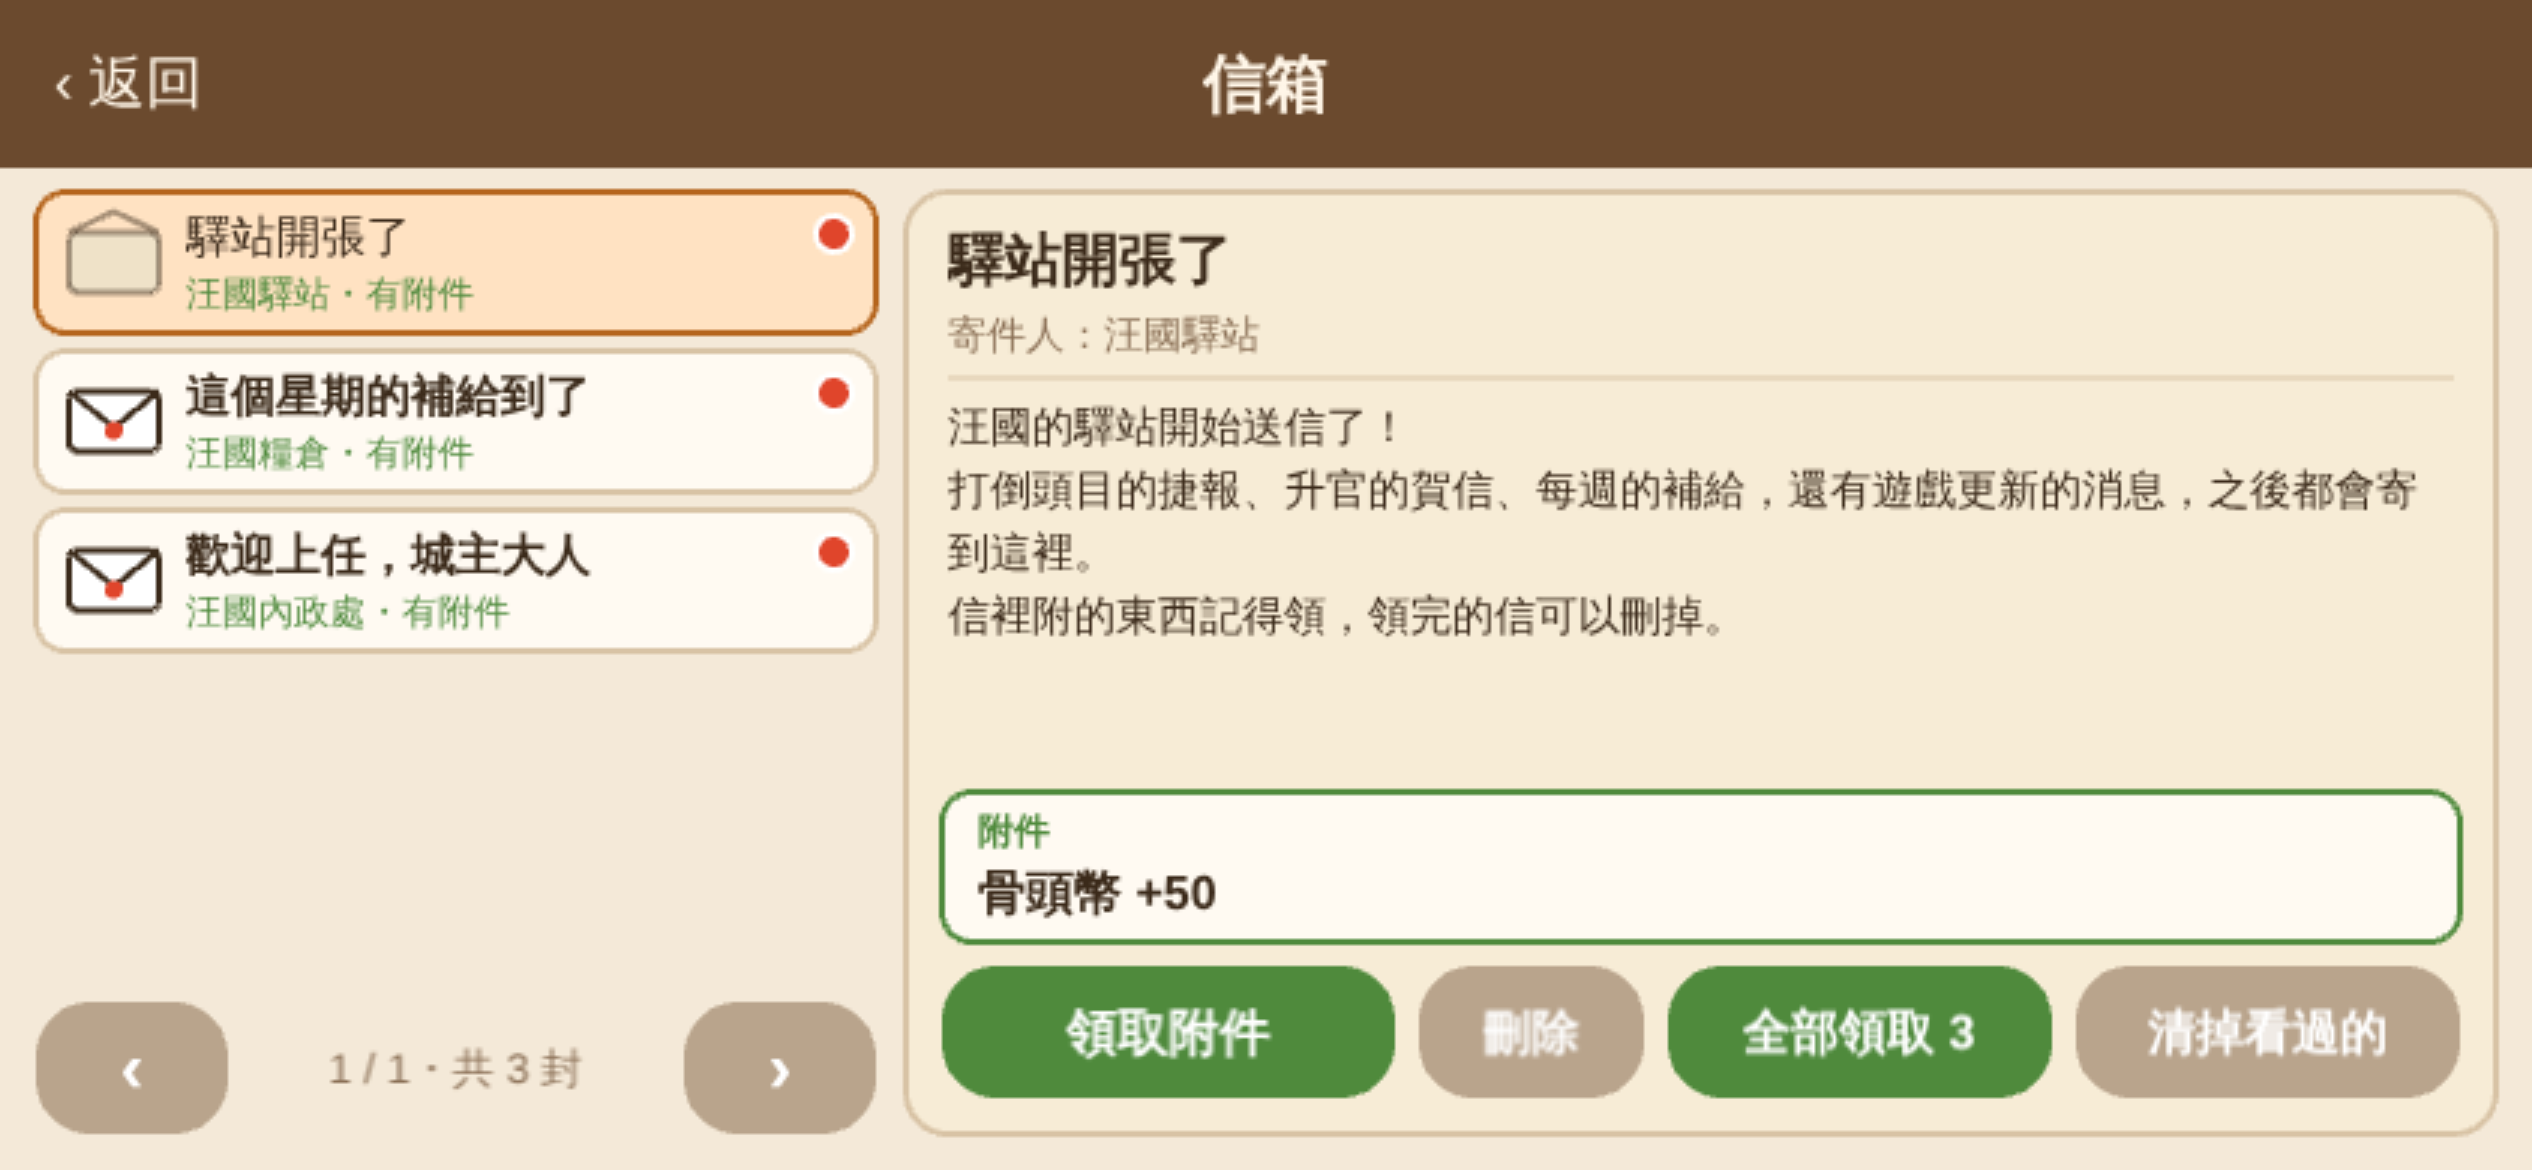 ‹ 返回
信箱
驛站開張了
汪國驛站・有附件
這個星期的補給到了
汪國糧倉・有附件
歡迎上任，城主大人
汪國內政處・有附件
‹
1 / 1・共 3 封
›
驛站開張了
寄件人：汪國驛站
汪國的驛站開始送信了！
打倒頭目的捷報、升官的賀信、每週的補給，還有遊戲更新的消息，之後都會寄
到這裡。
信裡附的東西記得領，領完的信可以刪掉。
附件
骨頭幣 +50
領取附件
刪除
全部領取 3
清掉看過的